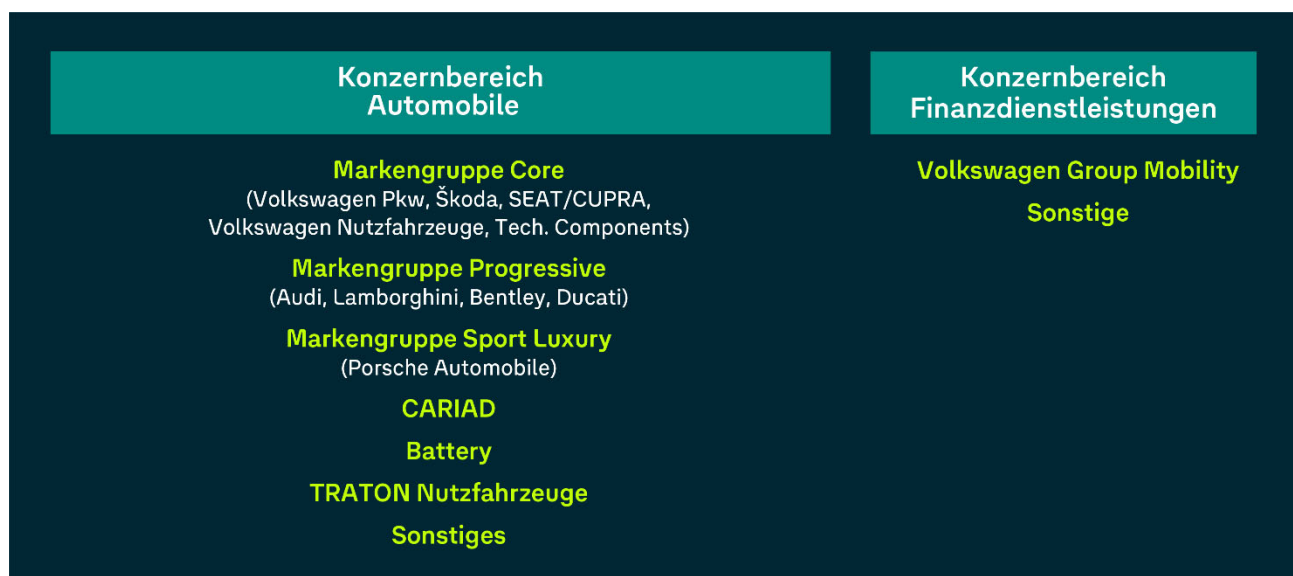 Konzernbereich
Automobile
Markengruppe Core
(Volkswagen Pkw, Škoda, SEAT/CUPRA,
Volkswagen Nutzfahrzeuge, Tech. Components)
Markengruppe Progressive
(Audi, Lamborghini, Bentley, Ducati)
Markengruppe Sport Luxury
(Porsche Automobile)
CARIAD
Battery
TRATON Nutzfahrzeuge
Sonstiges
Konzernbereich
Finanzdienstleistungen
Volkswagen Group Mobility
Sonstige